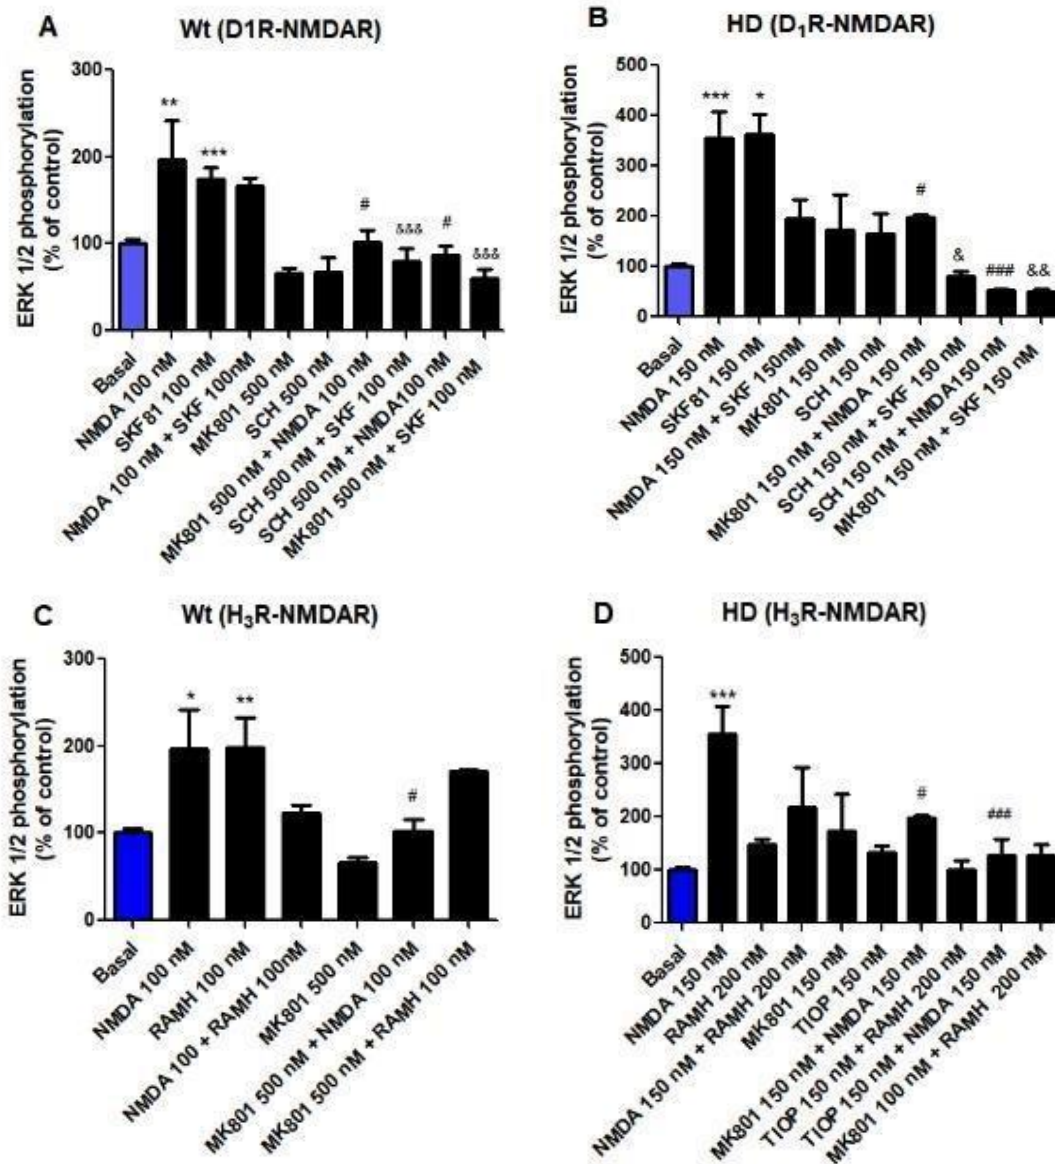 A
Wt (D1R-NMDAR)
ERK 1/2 phosphorylation
(% of control)
300
200
100
0
**
***
#
&&&
#
&&&
Basal
NMDA 100 nM
SKF81 100 nM
NMDA 100 nM + SKF 100nM
MK801 500 nM
SCH 500 nM
MK801 500 nM + NMDA 100 nM
SCH 500 nM + SKF 100 nM
SCH 500 nM + NMDA100 nM
MK801 500 nM + SKF 100 nM
B
HD (D₁R-NMDAR)
ERK 1/2 phosphorylation
(% of control)
500
400
300
200
100
0
***
*
#
&
###
&&
Basal
NMDA 150 nM
SKF81 150 nM
NMDA 150 nM + SKF 150nM
MK801 150 nM
SCH 150 nM
MK801 150 nM + NMDA 150 nM
SCH 150 nM + SKF 150 nM
SCH 150 nM + NMDA150 nM
MK801 150 nM + SKF 150 nM
C
Wt (H₃R-NMDAR)
ERK 1/2 phosphorylation
(% of control)
300
200
100
0
*
**
#
Basal
NMDA 100 nM
RAMH 100 nM
NMDA 100 + RAMH 100nM
MK801 500 nM
MK801 500 nM + NMDA 100 nM
MK801 500 nM + RAMH 100 nM
D
HD (H₃R-NMDAR)
ERK 1/2 phosphorylation
(% of control)
500
400
300
200
100
0
***
#
###
Basal
NMDA 150 nM
RAMH 200 nM
NMDA 150 nM + RAMH 200 nM
MK801 150 nM
TIOP 150 nM
MK801 150 nM + NMDA 150 nM
TIOP 150 nM + RAMH 200 nM
TIOP 150 nM + NMDA 150 nM
MK801 100 nM + RAMH 200 nM